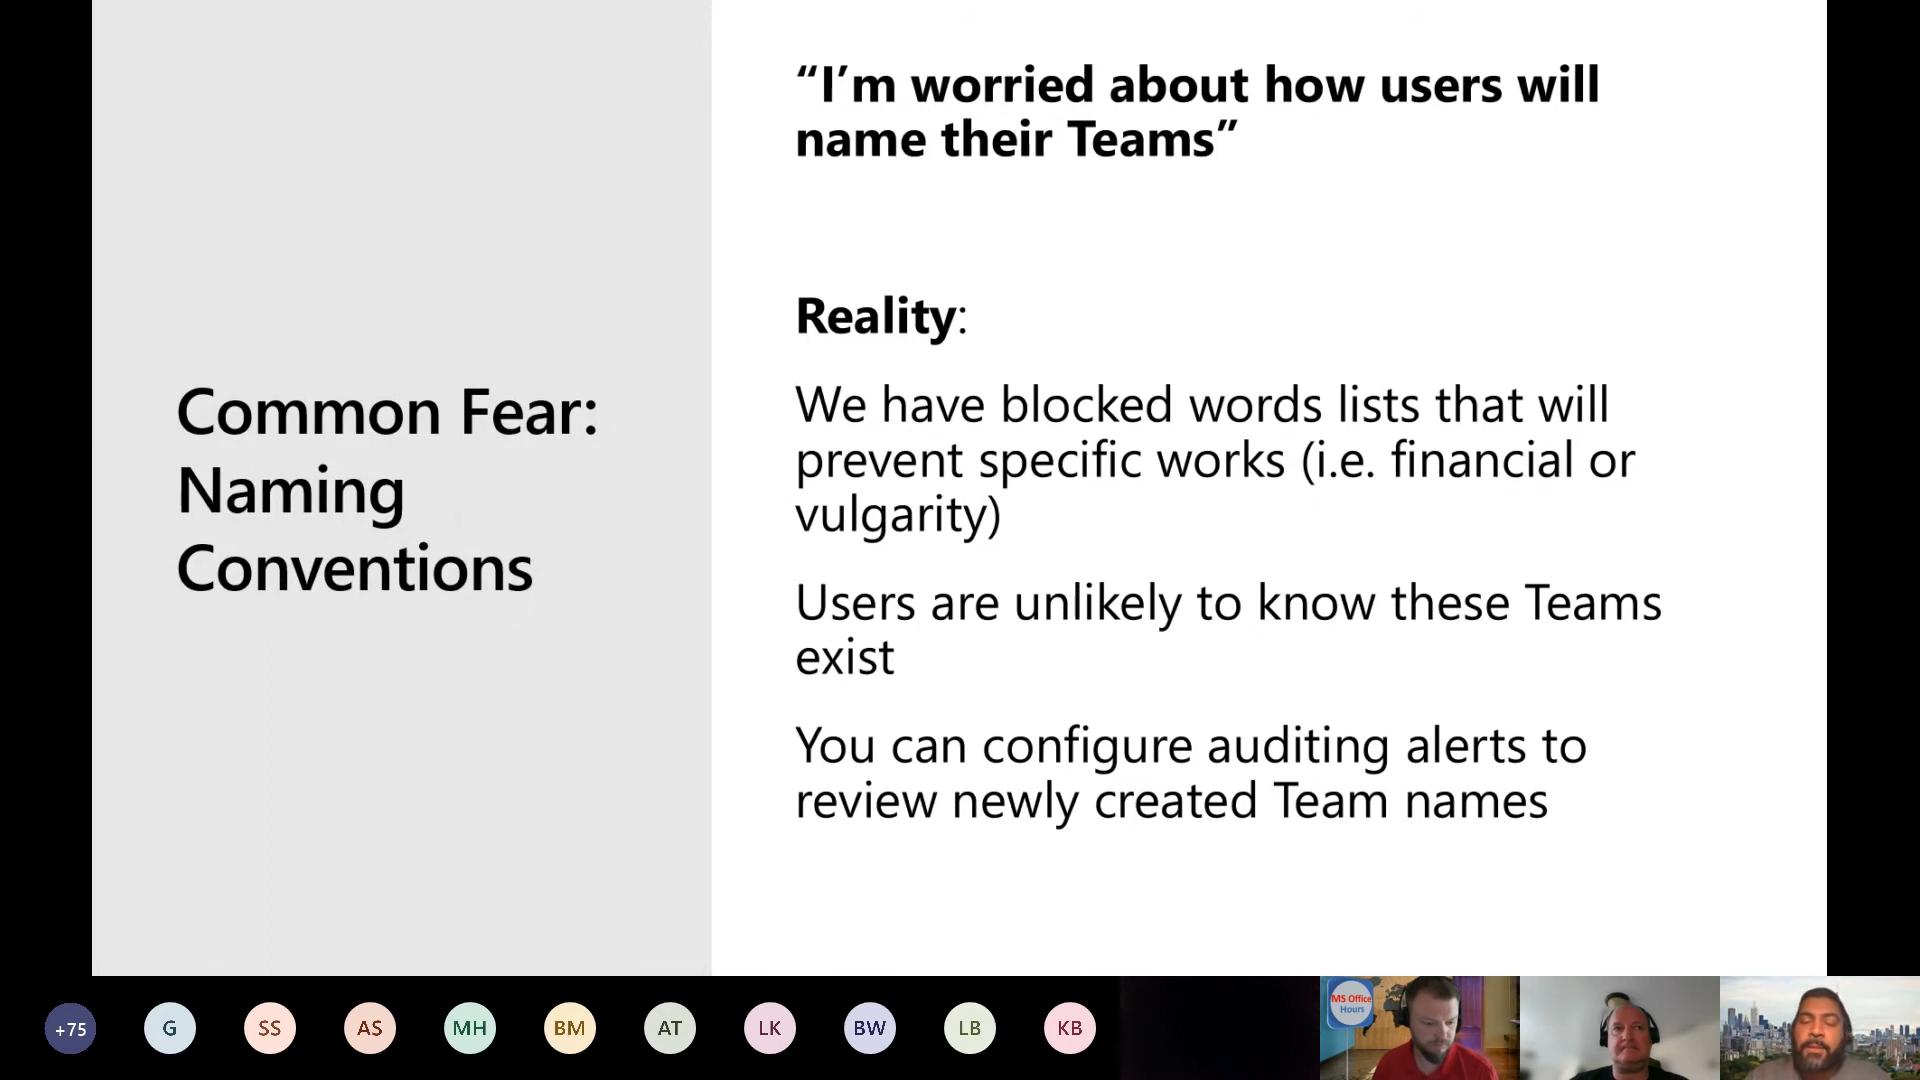 Common Fear:
Naming
Conventions
“I’m worried about how users will
name their Teams”
Reality:
We have blocked words lists that will
prevent specific works (i.e. financial or
vulgarity)
Users are unlikely to know these Teams
exist
You can configure auditing alerts to
review newly created Team names
+75
G
SS
AS
MH
BM
AT
LK
BW
LB
KB
MS Office
Hours